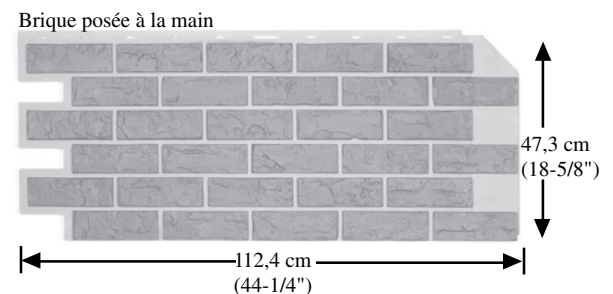 Brique posée à la main
47,3 cm
(18-5/8")
112,4 cm
(44-1/4")